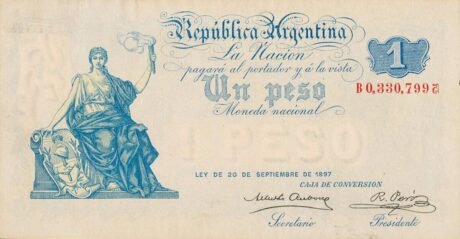 República Argentina
La Nación
pagará al portador y á la vista
1
Un peso
B 0,330,799
Moneda nacional
LEY DE 20 DE SEPTIEMBRE DE 1897
CAJA DE CONVERSION
Secretario
Presidente